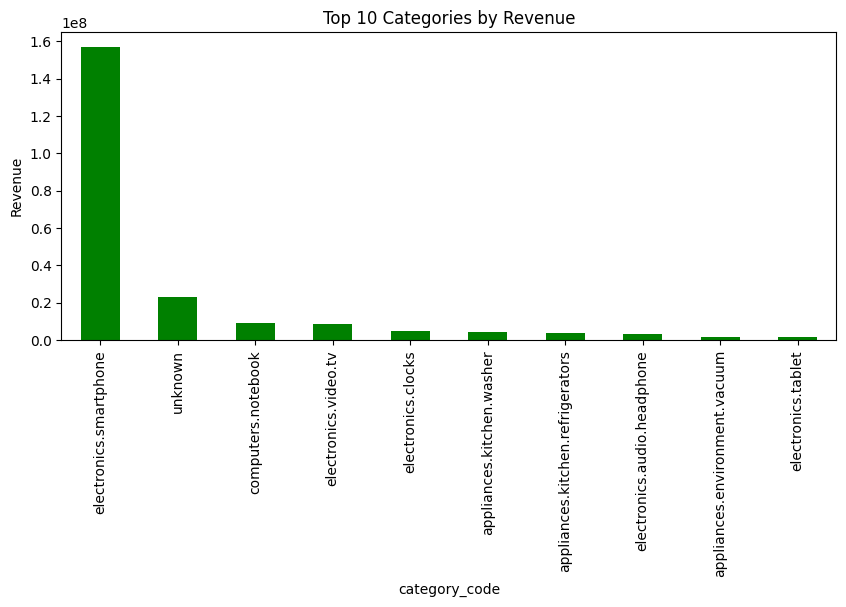 Top 10 Categories by Revenue
1e8
1.6
1.4
1.2
1.0
0.8
0.6
0.4
0.2
0.0
Revenue
electronics.smartphone
unknown
computers.notebook
electronics.video.tv
electronics.clocks
appliances.kitchen.washer
appliances.kitchen.refrigerators
electronics.audio.headphone
appliances.environment.vacuum
electronics.tablet
category_code